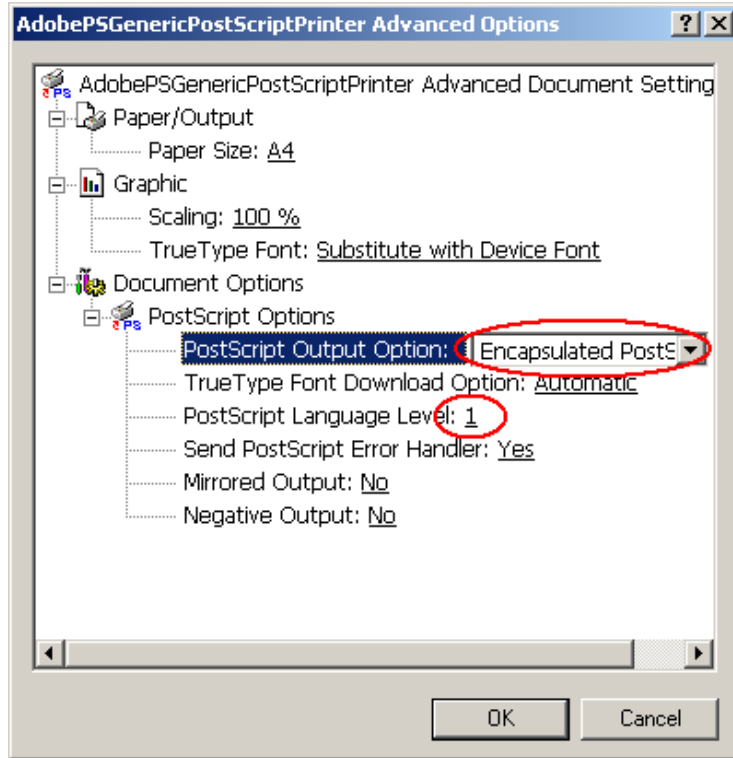 AdobePSGenericPostScriptPrinter Advanced Options
AdobePSGenericPostScriptPrinter Advanced Document Setting
Paper/Output
Paper Size: A4
Graphic
Scaling: 100 %
TrueType Font: Substitute with Device Font
Document Options
PostScript Options
PostScript Output Option: Encapsulated PostS
TrueType Font Download Option: Automatic
PostScript Language Level: 1
Send PostScript Error Handler: Yes
Mirrored Output: No
Negative Output: No
OK Cancel